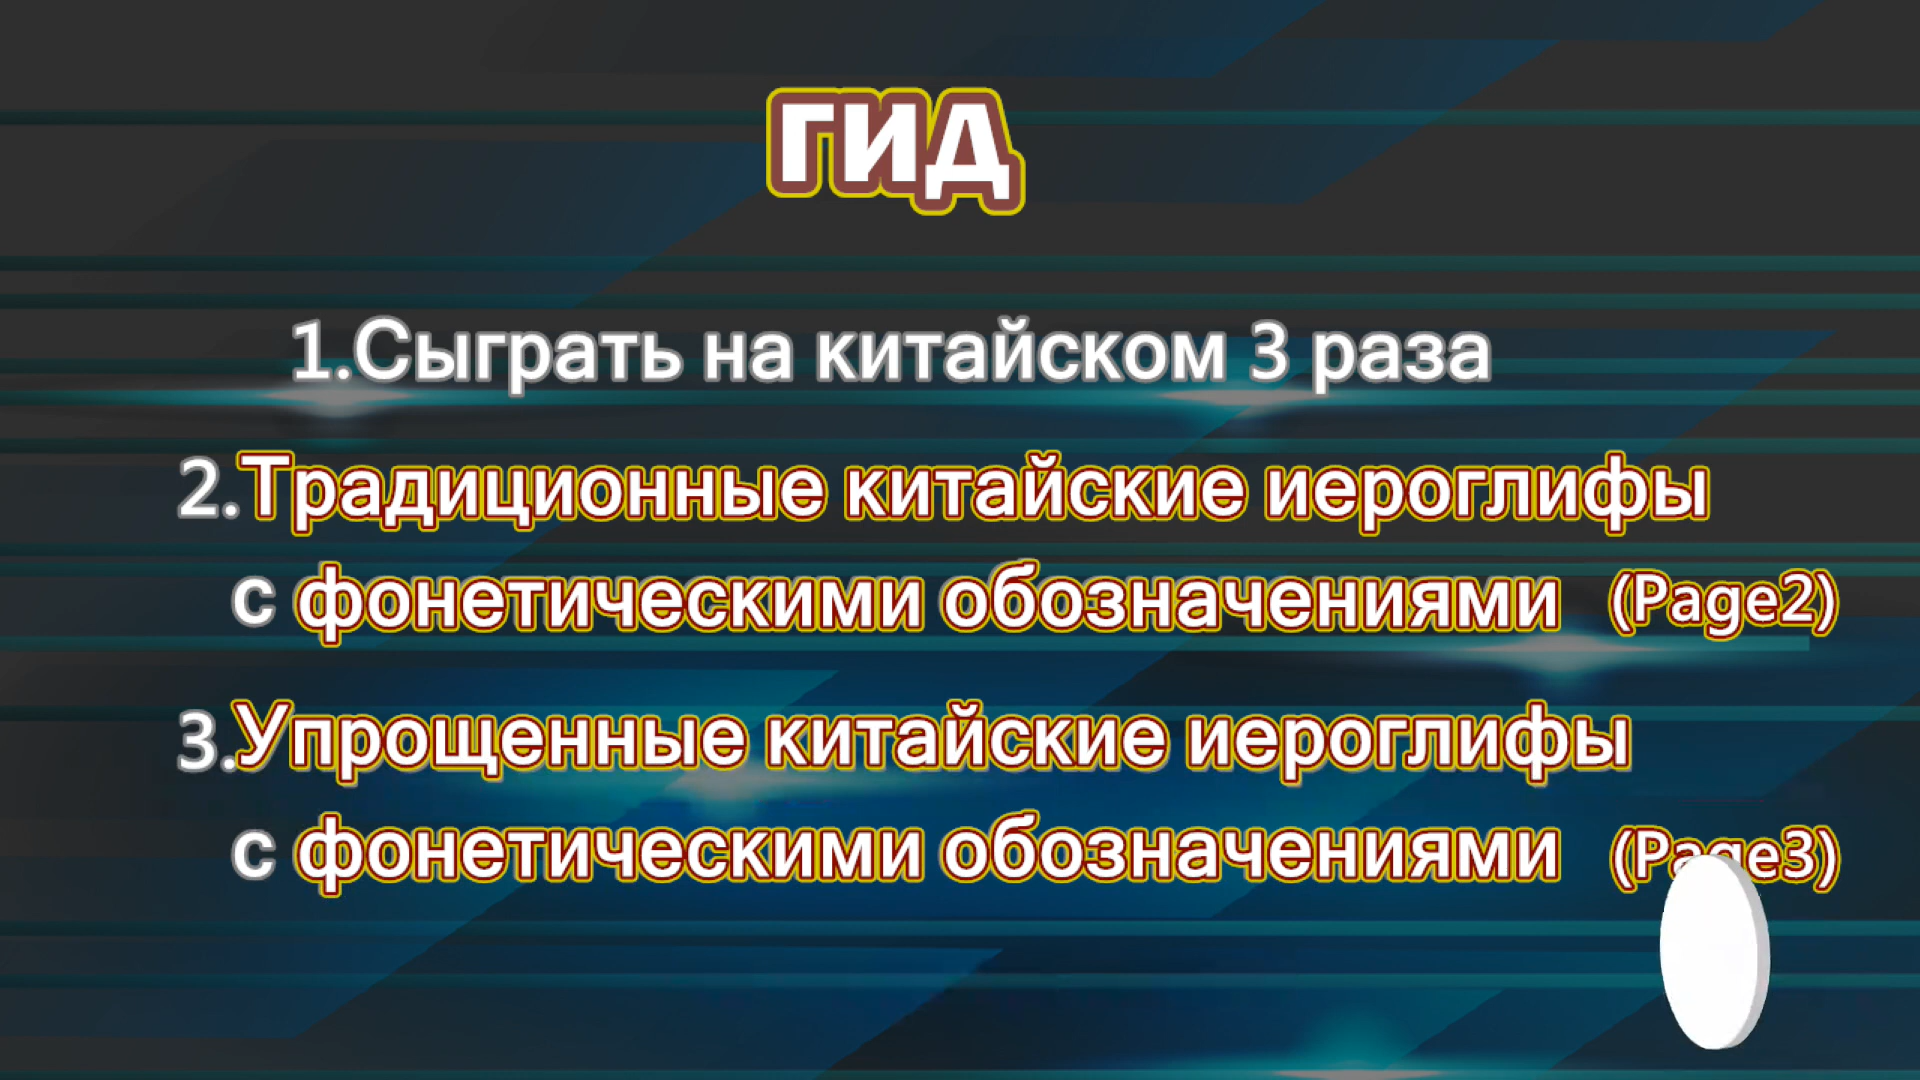 ГИД
1.Сыграть на китайском 3 раза
2.Традиционные китайские иероглифы
с фонетическими обозначениями (Page2)
3.Упрощенные китайские иероглифы
с фонетическими обозначениями (Page3)